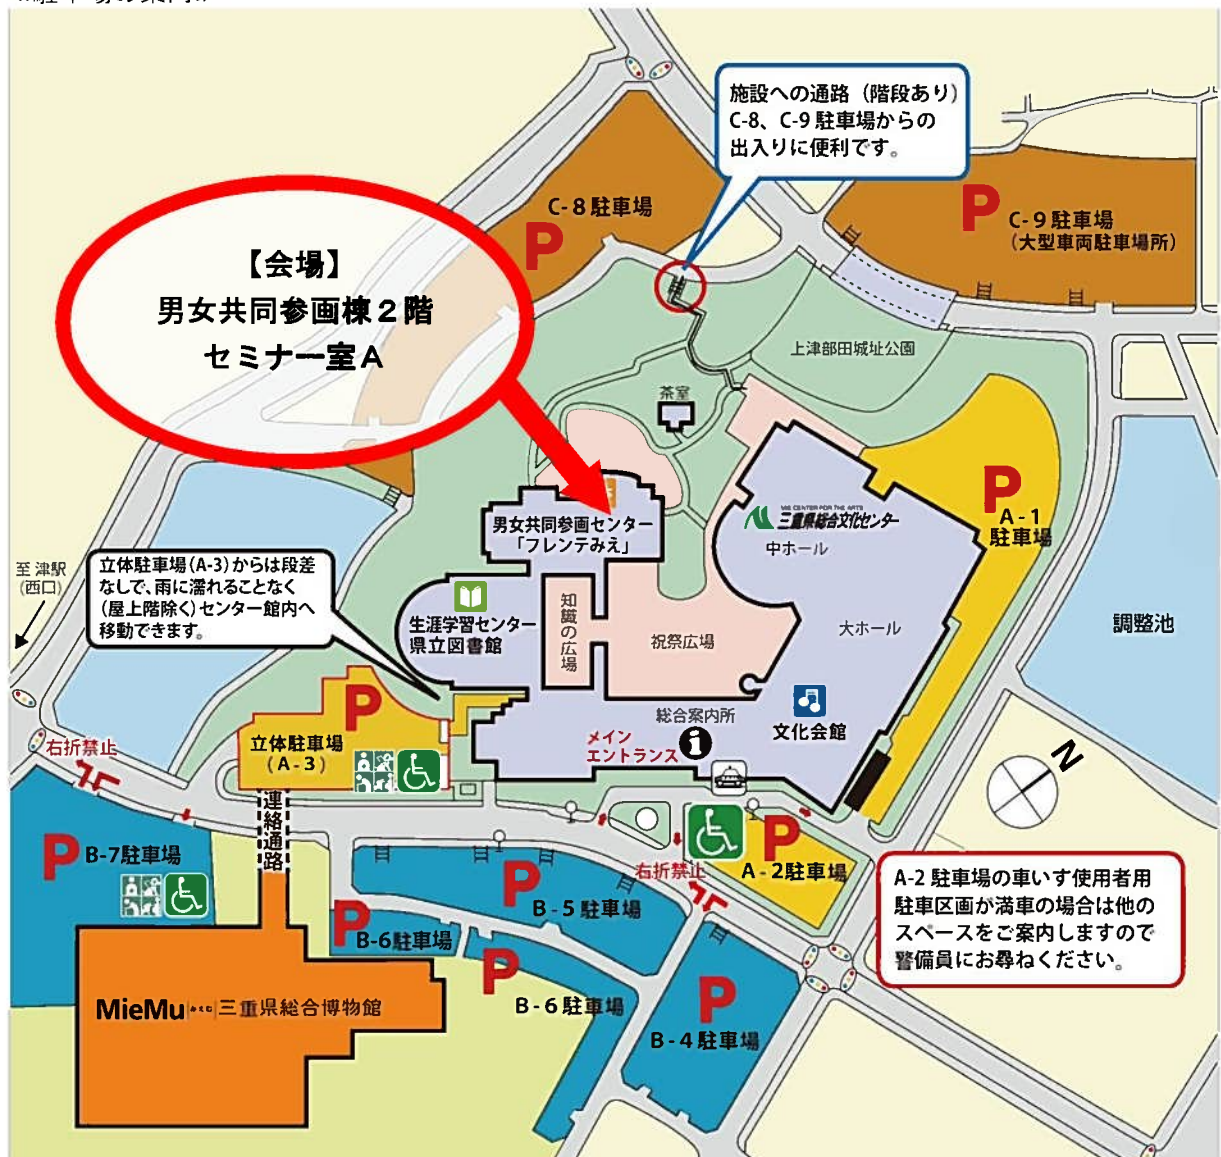 施設への通路（階段あり）
C-8、C-9 駐車場からの
出入りに便利です。
P
C-8 駐車場
P
C-9 駐車場
（大型車両駐車場所）
【会場】
男女共同参画棟２階
セミナー室Ａ
上津部田城址公園
茶室
P
A-1
駐車場
男女共同参画センター
「フレンテみえ」
三重県総合文化センター
中ホール
至 津駅
(西口)
立体駐車場(A-3)からは段差
なしで、雨に濡れることなく
(屋上階除く)センター館内へ
移動できます。
生涯学習センター
県立図書館
知識の広場
祝祭広場
大ホール
調整池
P
立体駐車場
(A-3)
総合案内所
メイン
エントランス
文化会館
N
右折禁止
連絡通路
P
B-7駐車場
P
B-5 駐車場
右折禁止
P
A-2駐車場
A-2 駐車場の車いす使用者用
駐車区画が満車の場合は他の
スペースをご案内しますので
警備員にお尋ねください。
P
B-6駐車場
P
B-6 駐車場
P
B-4 駐車場
MieMu
三重県総合博物館